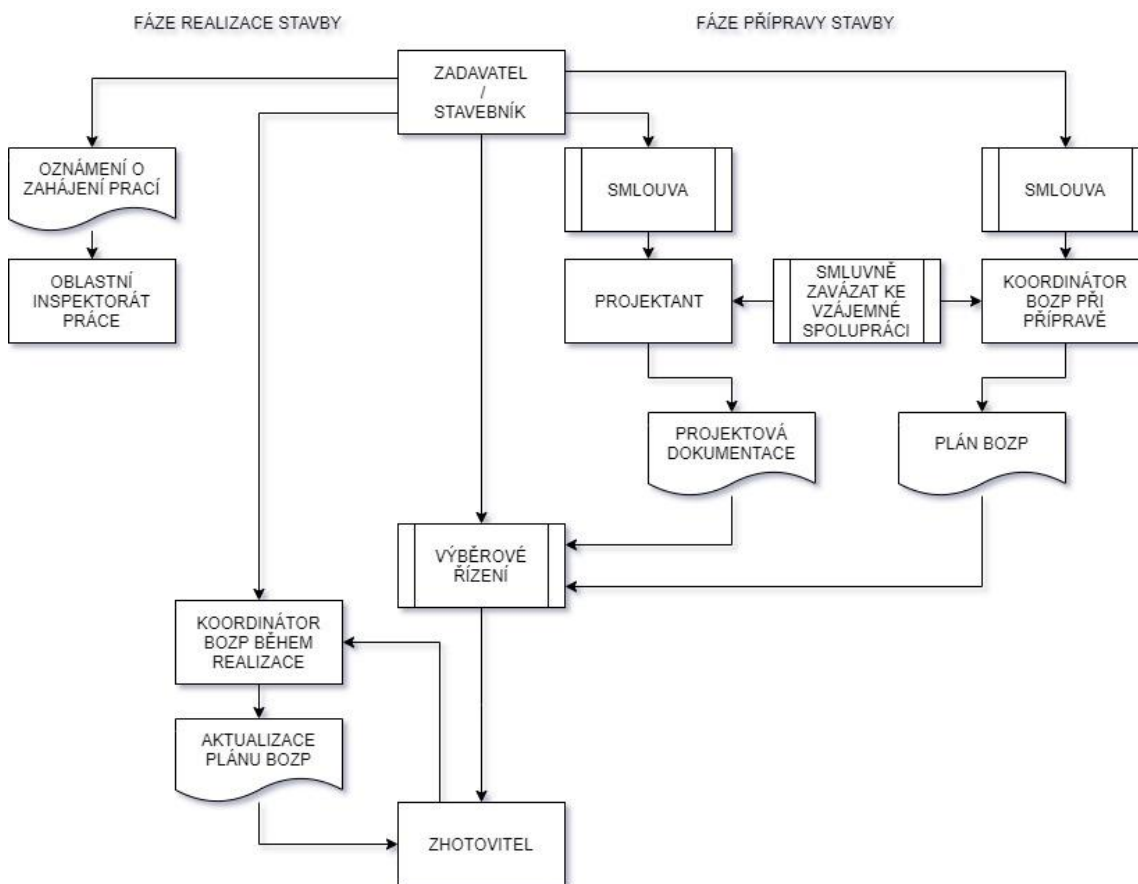 FÁZE REALIZACE STAVBY
FÁZE PŘÍPRAVY STAVBY
ZADAVATEL
/
STAVEBNÍK
OZNÁMENÍ O
ZAHÁJENÍ PRACÍ
SMLOUVA
SMLOUVA
OBLASTNÍ
INSPEKTORÁT
PRÁCE
PROJEKTANT
SMLUVNĚ
ZAVÁZAT KE
VZÁJEMNÉ
SPOLUPRÁCI
KOORDINÁTOR
BOZP PŘI
PŘÍPRAVĚ
PROJEKTOVÁ
DOKUMENTACE
PLÁN BOZP
VÝBĚROVÉ
ŘÍZENÍ
KOORDINÁTOR
BOZP BĚHEM
REALIZACE
AKTUALIZACE
PLÁNU BOZP
ZHOTOVITEL